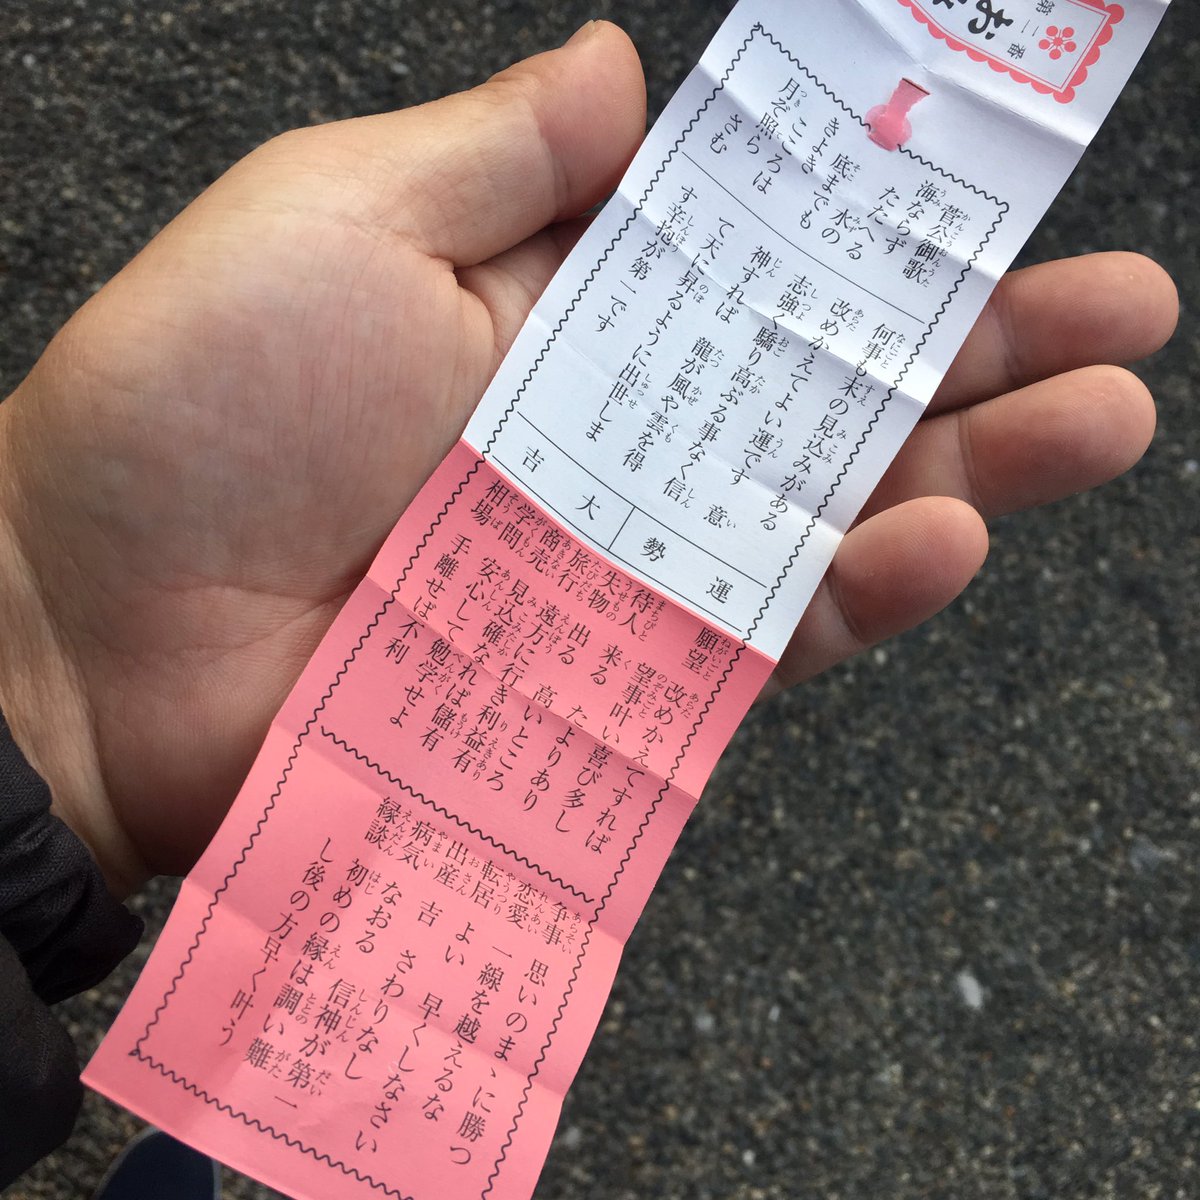 第二番
お
菅公御歌
海ならず
たたへる
水の
底までも
きよき
こころは
月ぞ照ら
さむ
何事も末の見込みがある
改めかえてよい運です 意
志強く驕り高ぶる事なく信
神すれば 龍が風や雲を得
て天に昇るように出世しま
す辛抱が第一です
運勢
大吉
願望 改めかえてすれば
望事叶い喜び多し
待人 来る たよりあり
失物 出る 高いところ
旅行 遠方に行き利益有
商売 見込確なれば儲有
学問 安心して勉学せよ
相場 手離せば不利
争事 思いのまゝに勝つ
恋愛 一線を越えるな
転居 よい 早くしなさい
出産 吉 さわりなし
病気 なおる 信神が第一
縁談 初めの縁は調い難
し後の方早く叶う